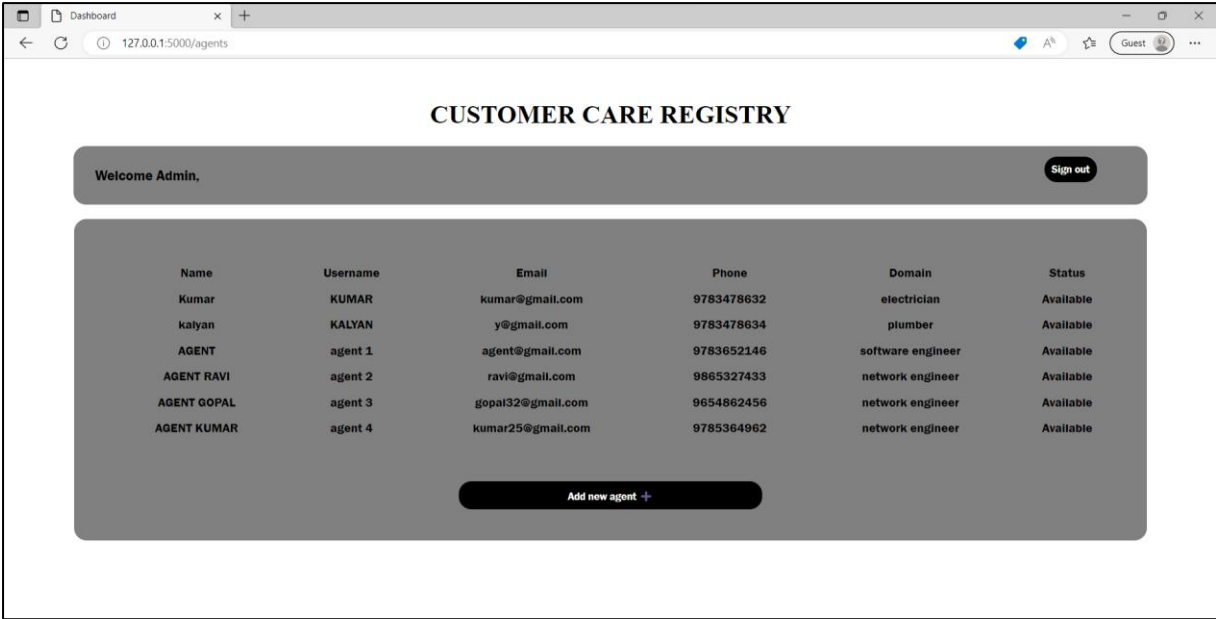 Dashboard
127.0.0.1:5000/agents
Guest
CUSTOMER CARE REGISTRY
Welcome Admin,
Sign out
Name Username Email Phone Domain Status
Kumar KUMAR kumar@gmail.com 9783478632 electrician Available
kalyan KALYAN y@gmail.com 9783478634 plumber Available
AGENT agent 1 agent@gmail.com 9783652146 software engineer Available
AGENT RAVI agent 2 ravi@gmail.com 9865327433 network engineer Available
AGENT GOPAL agent 3 gopal32@gmail.com 9654862456 network engineer Available
AGENT KUMAR agent 4 kumar25@gmail.com 9785364962 network engineer Available
Add new agent +